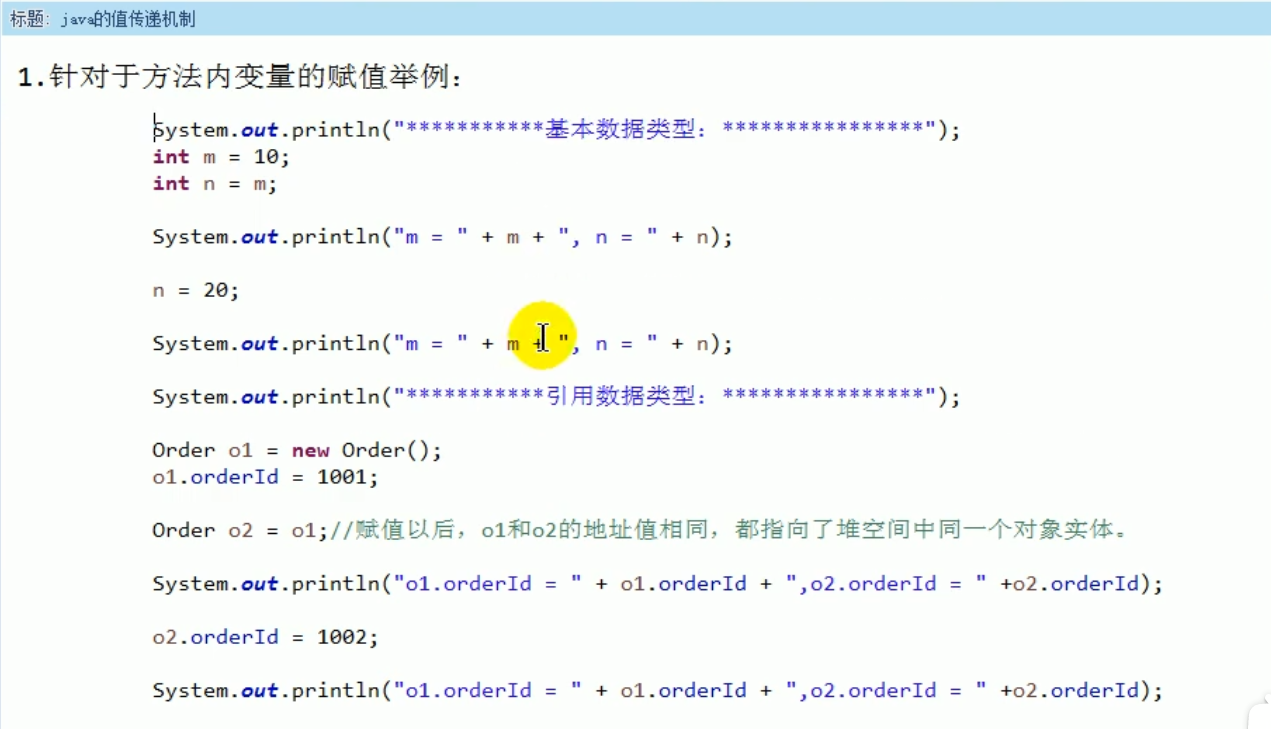 标题: java的值传递机制
1.针对于方法内变量的赋值举例:
System.out.println("***********基本数据类型: ****************");
int m = 10;
int n = m;
System.out.println("m = " + m + ", n = " + n);
n = 20;
System.out.println("m = " + m + ", n = " + n);
System.out.println("***********引用数据类型: ****************");
Order o1 = new Order();
o1.orderId = 1001;
Order o2 = o1;//赋值以后，o1和o2的地址值相同，都指向了堆空间中同一个对象实体。
System.out.println("o1.orderId = " + o1.orderId + ",o2.orderId = " +o2.orderId);
o2.orderId = 1002;
System.out.println("o1.orderId = " + o1.orderId + ",o2.orderId = " +o2.orderId);